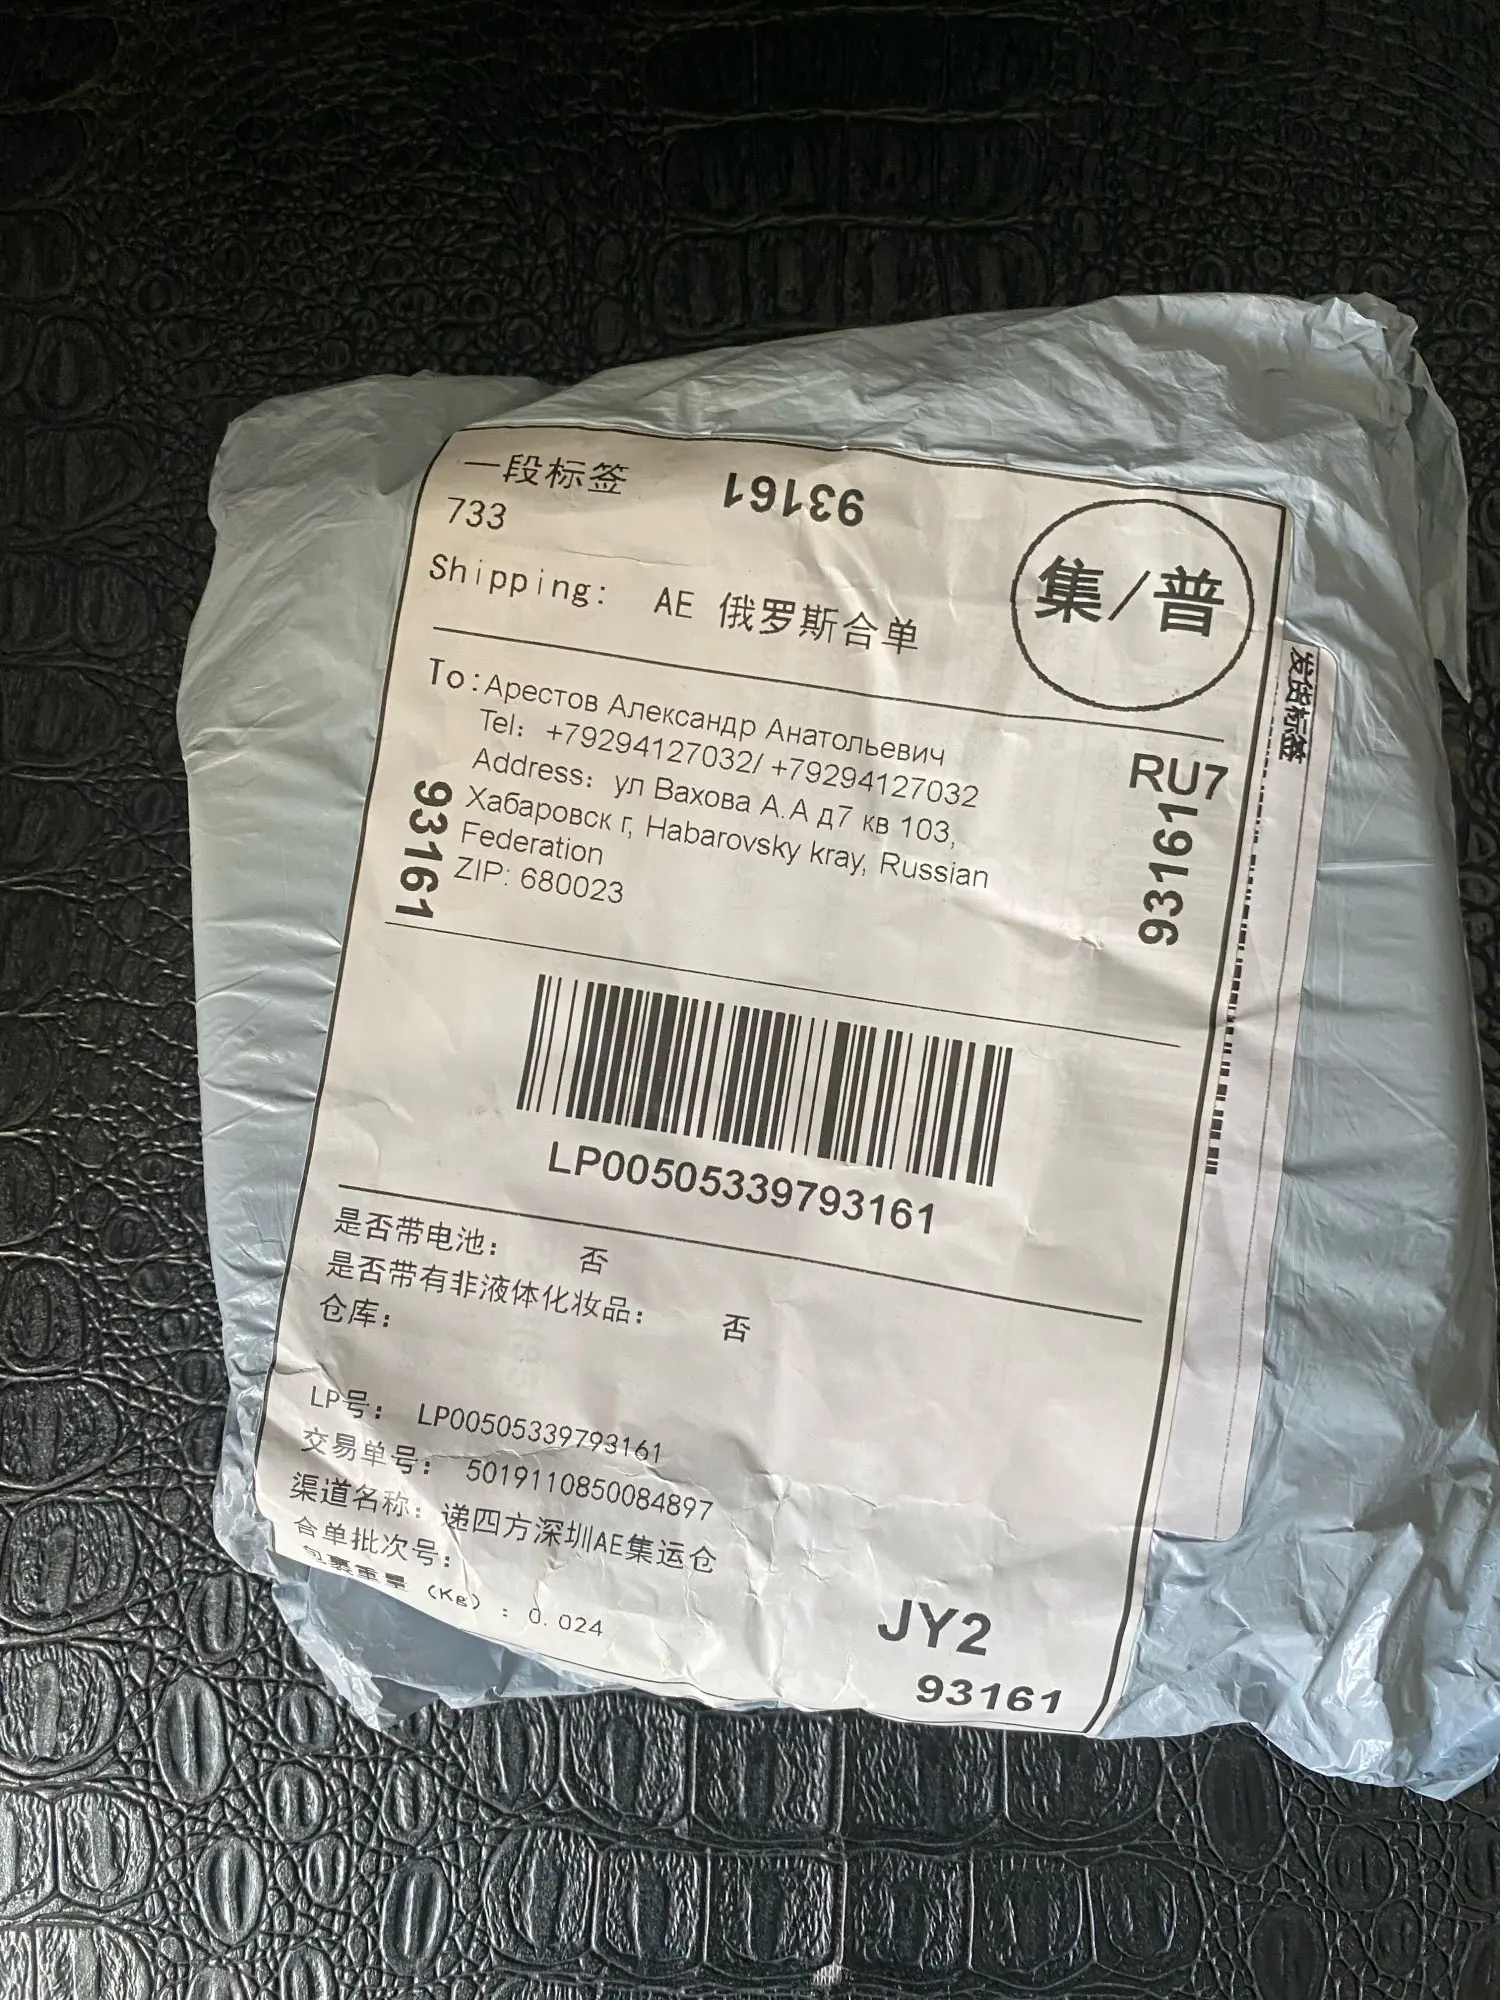 一段标签
93161
733
集/普
Shipping: AE 俄罗斯合单
发货标签
To:Арестов Александр Анатольевич
Tel: +79294127032/ +79294127032
RU7
Address: ул Вахова А.А д7 кв 103,
Хабаровск г, Habarovsky kray, Russian
Federation
ZIP: 680023
93161
93161
LP00505339793161
是否带电池: 否
是否带有非液体化妆品: 否
仓库:
LP号: LP00505339793161
交易单号: 5019110850084897
渠道名称: 递四方深圳AE集运仓
合单批次号:
包裹重量 (Kg) : 0.024
JY2
93161